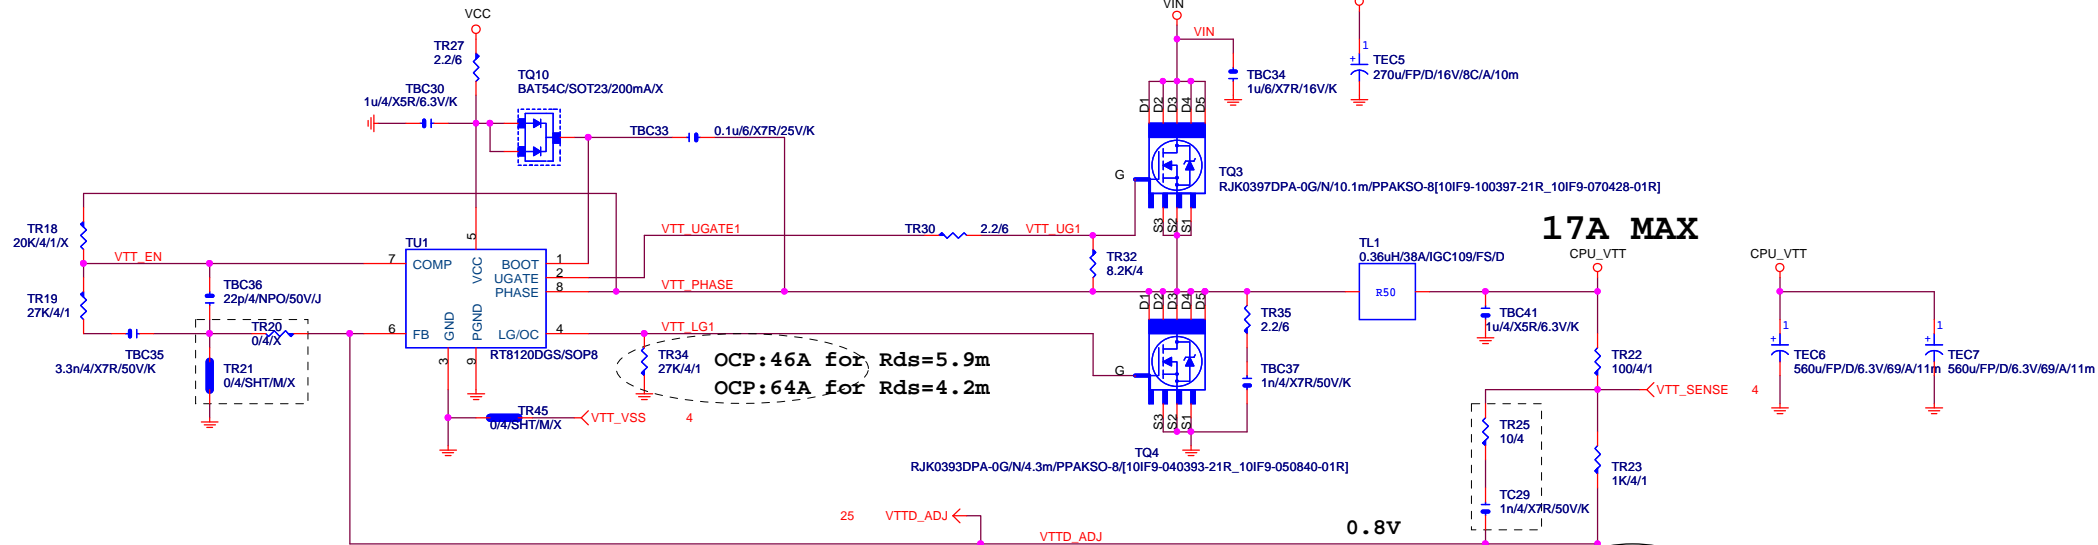 VCC
TR27
2.2/6
TBC30
1u/4/X5R/6.3V/K
TQ10
BAT54C/SOT23/200mA/X
TBC33
0.1u/6/X7R/25V/K
VIN
VIN
TBC34
1u/6/X7R/16V/K
1
+
TEC5
270u/FP/D/16V/8C/A/10m
D1
D2
D3
D4
D5
G
TQ3
RJK0397DPA-0G/N/10.1m/PPAKSO-8[10IF9-100397-21R_10IF9-070428-01R]
S3
S2
S1
TR18
20K/4/1/X
VTT_EN
TR19
27K/4/1
TBC35
3.3n/4/X7R/50V/K
TBC36
22p/4/NPO/50V/J
TR20
0/4/X
TR21
0/4/SHT/M/X
TU1
7
COMP
5
VCC
BOOT
1
UGATE
2
PHASE
8
6
FB
GND
PGND
LG/OC
4
3
9
RT8120DGS/SOP8
VTT_UGATE1
TR30
2.2/6
VTT_UG1
TR32
8.2K/4
VTT_PHASE
VTT_LG1
TR34
27K/4/1
OCP:46A for Rds=5.9m
OCP:64A for Rds=4.2m
TR45
0/4/SHT/M/X
VTT_VSS
4
D1
D2
D3
D4
D5
G
S3
S2
S1
TQ4
RJK0393DPA-0G/N/4.3m/PPAKSO-8/[10IF9-040393-21R_10IF9-050840-01R]
TR35
2.2/6
TBC37
1n/4/X7R/50V/K
TL1
0.36uH/38A/IGC109/FS/D
R50
17A MAX
CPU_VTT
TBC41
1u/4/X5R/6.3V/K
TR22
100/4/1
VTT_SENSE
4
TR25
10/4
TC29
1n/4/X7R/50V/K
TR23
1K/4/1
CPU_VTT
1
+
TEC6
560u/FP/D/6.3V/69/A/11m
1
+
TEC7
560u/FP/D/6.3V/69/A/11m
25
VTTD_ADJ
VTTD_ADJ
0.8V